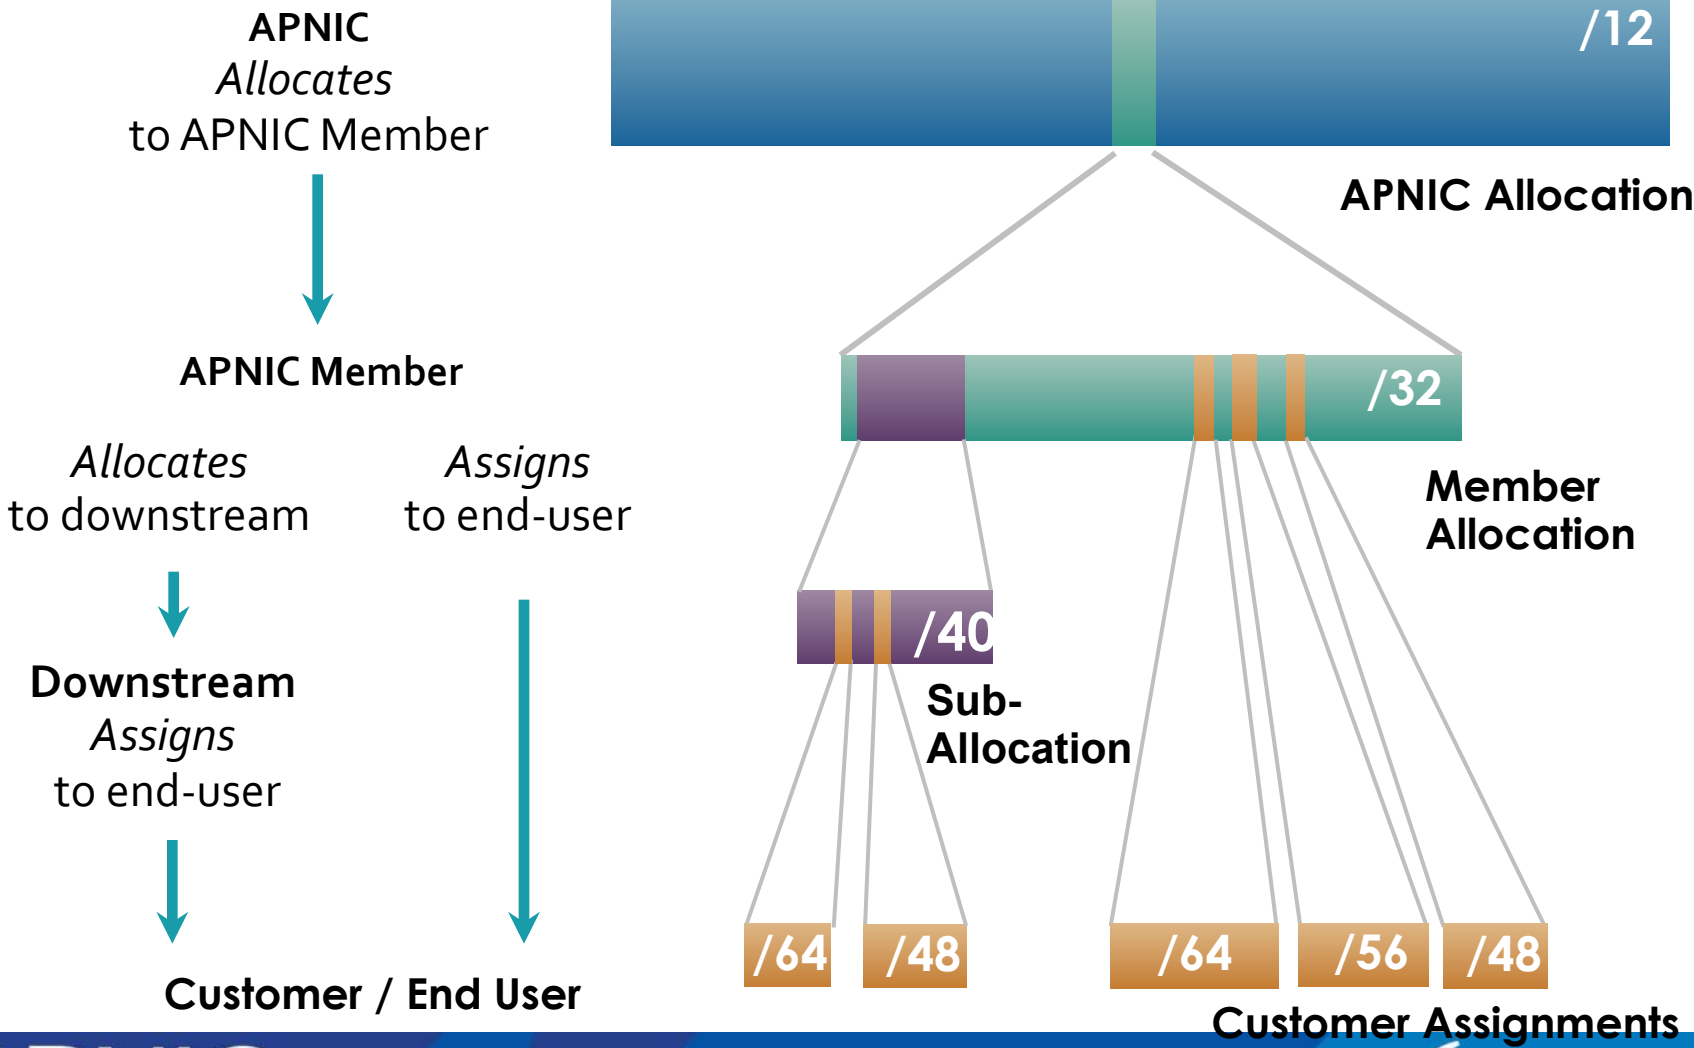 APNIC
Allocates
to APNIC Member
/12
APNIC Allocation
APNIC Member
/32
Allocates
to downstream
Assigns
to end-user
Member
Allocation
/40
Downstream
Assigns
to end-user
Sub-
Allocation
/64
/48
/64
/56
/48
Customer / End User
Customer Assignments